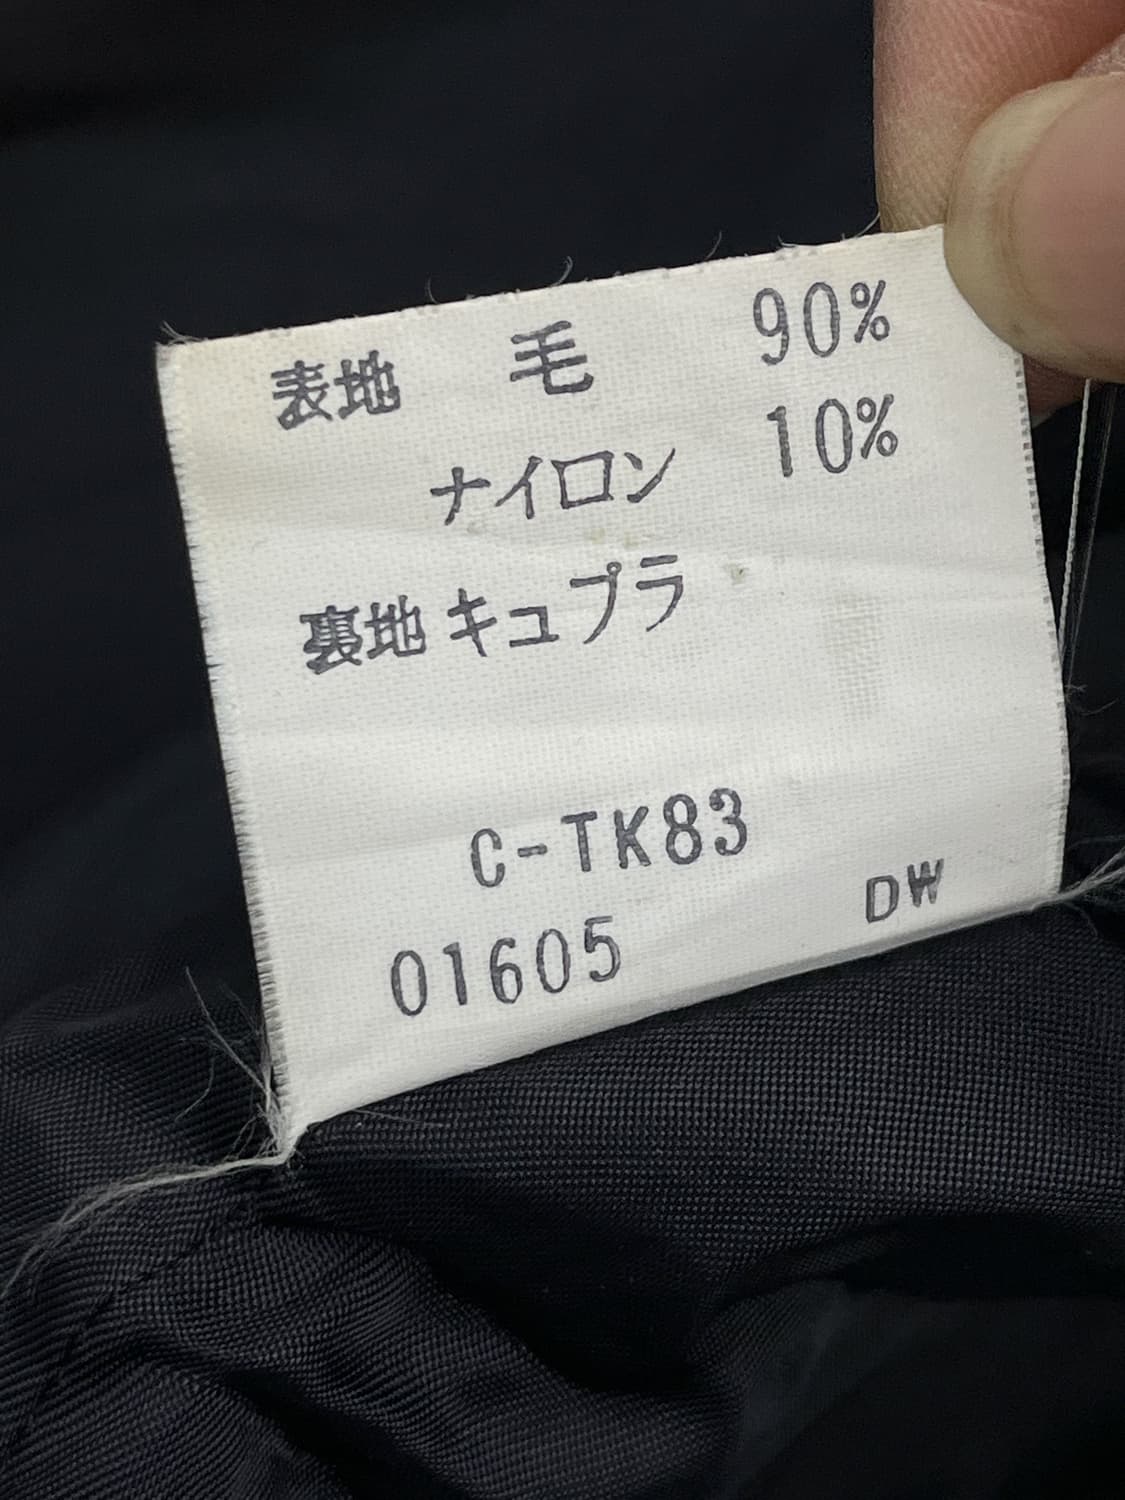 表地 毛 90%
ナイロン 10%
裏地 キュプラ
C-TK83
01605 DW